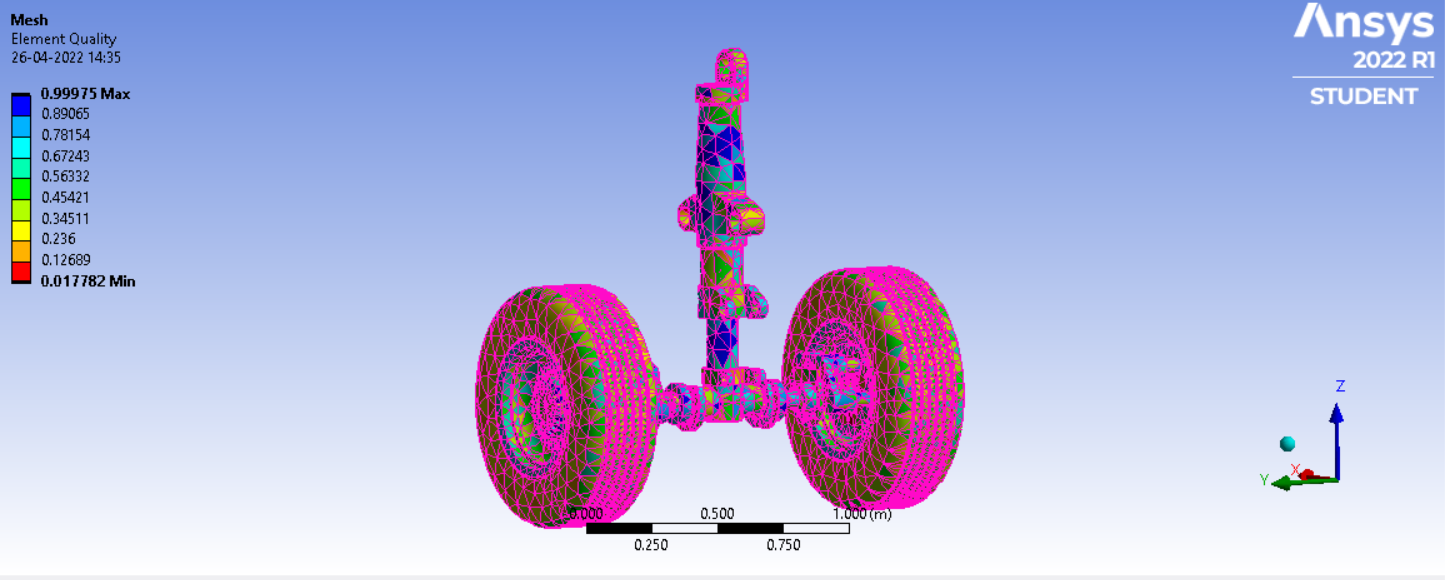 Mesh
Element Quality
26-04-2022 14:35
0.99975 Max
0.89065
0.78154
0.67243
0.56332
0.45421
0.34511
0.236
0.12689
0.017782 Min
Ansys
2022 R1
STUDENT
Z
X
Y
0.000 0.500 1.000 (m)
0.250 0.750